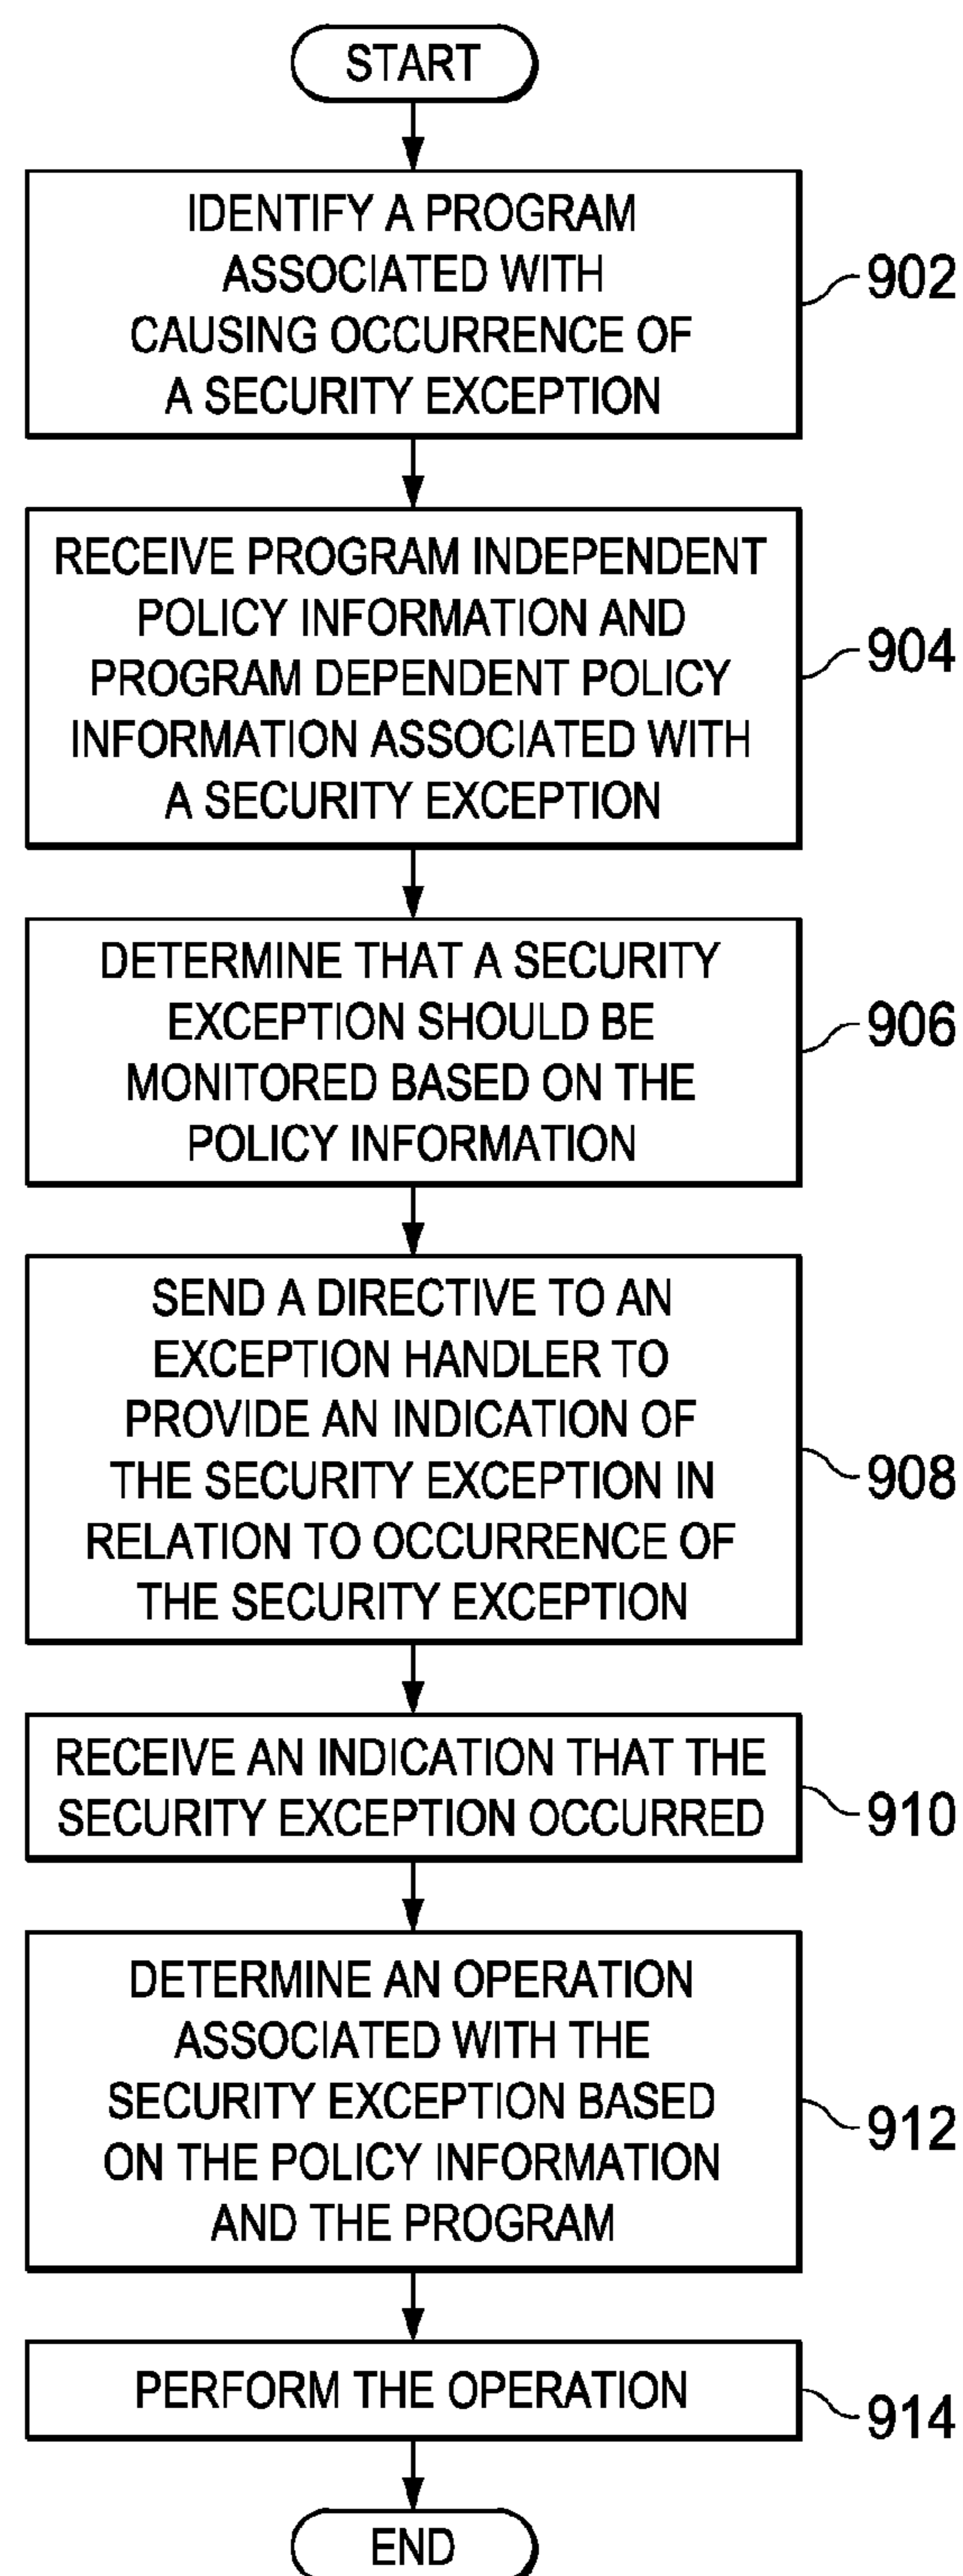 START
IDENTIFY A PROGRAM
ASSOCIATED WITH
CAUSING OCCURRENCE OF
A SECURITY EXCEPTION
902
RECEIVE PROGRAM INDEPENDENT
POLICY INFORMATION AND
PROGRAM DEPENDENT POLICY
INFORMATION ASSOCIATED WITH
A SECURITY EXCEPTION
904
DETERMINE THAT A SECURITY
EXCEPTION SHOULD BE
MONITORED BASED ON THE
POLICY INFORMATION
906
SEND A DIRECTIVE TO AN
EXCEPTION HANDLER TO
PROVIDE AN INDICATION OF
THE SECURITY EXCEPTION IN
RELATION TO OCCURRENCE OF
THE SECURITY EXCEPTION
908
RECEIVE AN INDICATION THAT THE
SECURITY EXCEPTION OCCURRED
910
DETERMINE AN OPERATION
ASSOCIATED WITH THE
SECURITY EXCEPTION BASED
ON THE POLICY INFORMATION
AND THE PROGRAM
912
PERFORM THE OPERATION
914
END